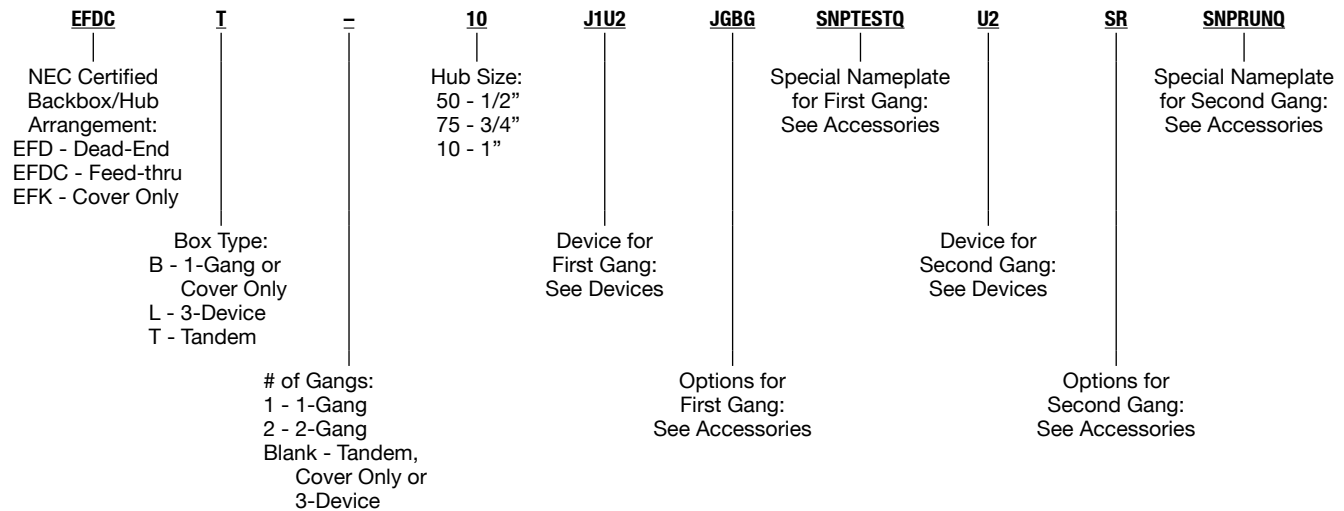 EFDC T – 10 J1U2 JGBG SNPTESTQ U2 SR SNPRUNQ
NEC Certified
Backbox/Hub
Arrangement:
EFD - Dead-End
EFDC - Feed-thru
EFK - Cover Only
Hub Size:
50 - 1/2”
75 - 3/4”
10 - 1”
Special Nameplate
for First Gang:
See Accessories
Special Nameplate
for Second Gang:
See Accessories
Box Type:
B - 1-Gang or
Cover Only
L - 3-Device
T - Tandem
Device for
First Gang:
See Devices
Device for
Second Gang:
See Devices
# of Gangs:
1 - 1-Gang
2 - 2-Gang
Blank - Tandem,
Cover Only or
3-Device
Options for
First Gang:
See Accessories
Options for
Second Gang:
See Accessories